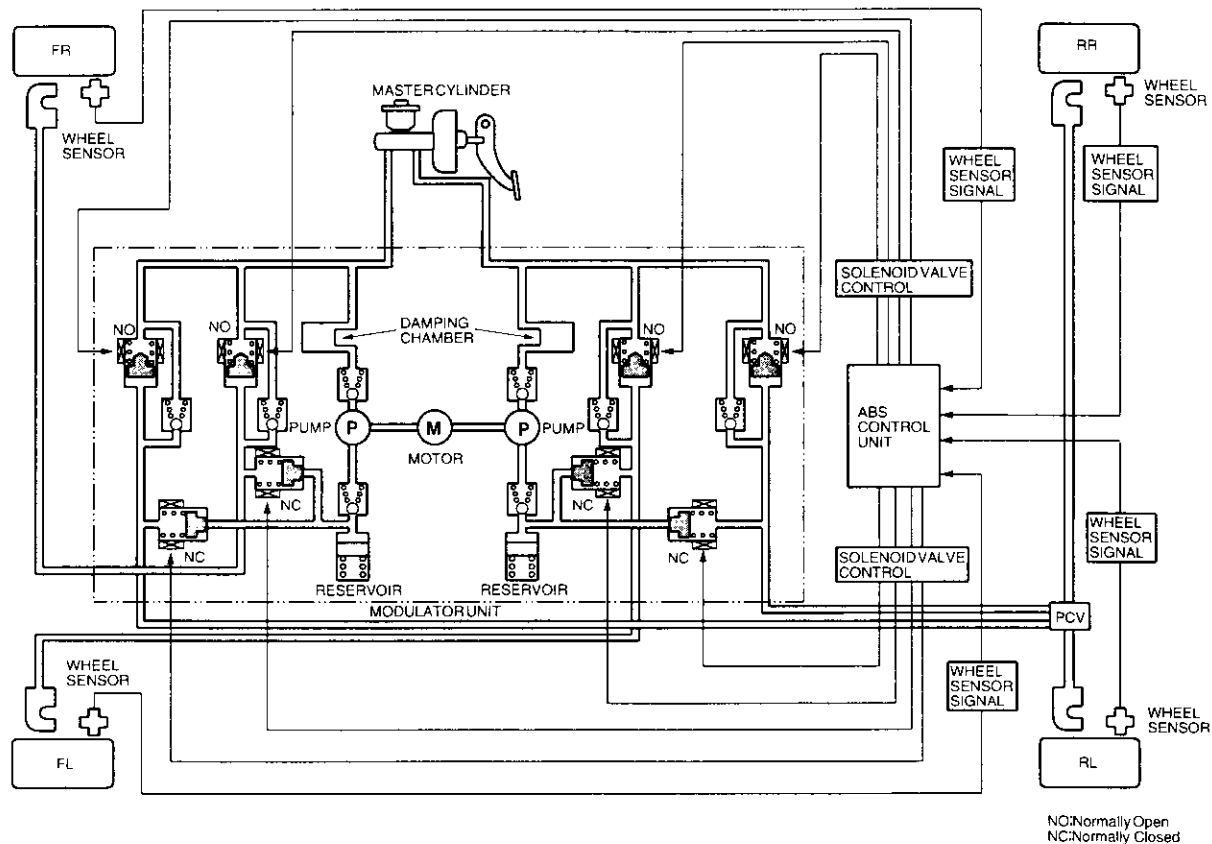 FR
WHEEL
SENSOR
MASTER CYLINDER
RR
WHEEL
SENSOR
WHEEL
SENSOR
SIGNAL
WHEEL
SENSOR
SIGNAL
SOLENOID VALVE
CONTROL
NO
NO
DAMPING
CHAMBER
NO
NO
PUMP
P
M
P
PUMP
MOTOR
ABS
CONTROL
UNIT
NC
NC
NC
NC
RESERVOIR
RESERVOIR
MODULATOR UNIT
SOLENOID VALVE
CONTROL
WHEEL
SENSOR
SIGNAL
PCV
WHEEL
SENSOR
WHEEL
SENSOR
SIGNAL
WHEEL
SENSOR
FL
RL
NO:Normally Open
NC:Normally Closed